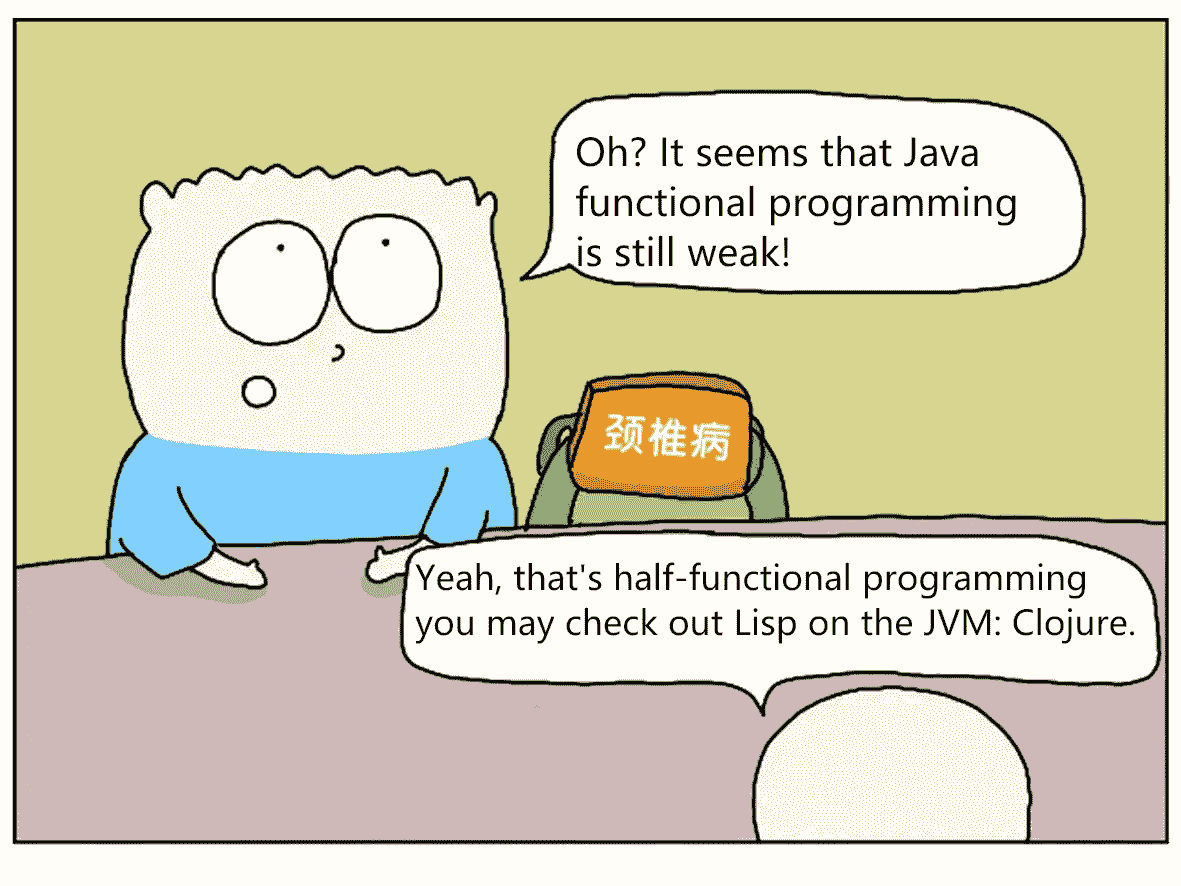 Oh? It seems that Java
functional programming
is still weak!
颈椎病
Yeah, that's half-functional programming
you may check out Lisp on the JVM: Clojure.